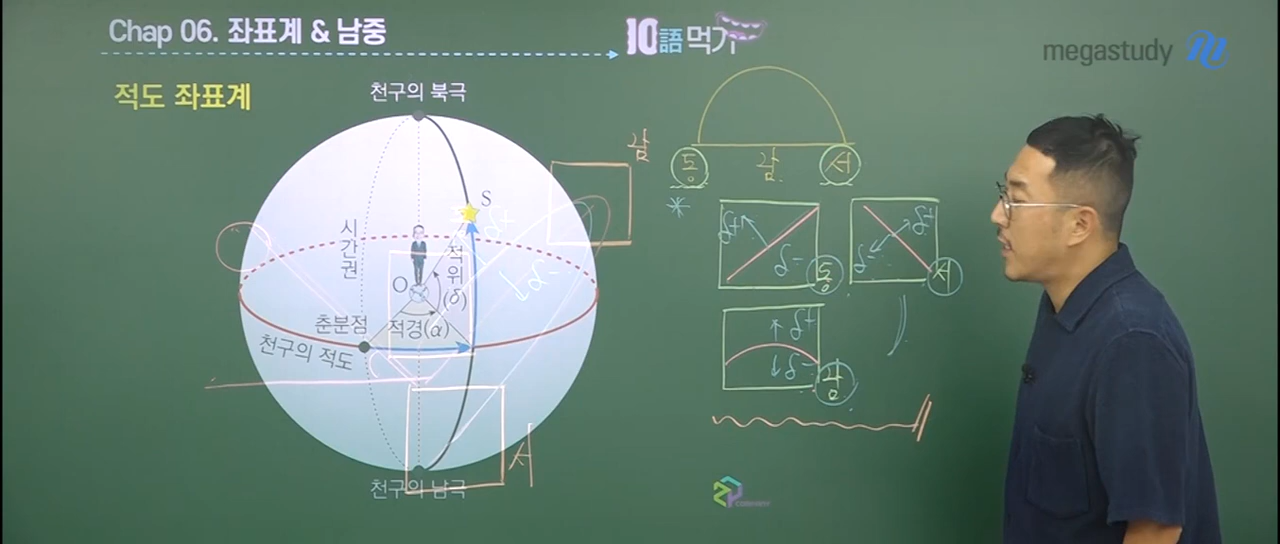 Chap 06. 좌표계 & 남중
10語먹기
megastudy
적도 좌표계
천구의 북극
S
시간권
적위
(δ)
O
춘분점
적경(α)
천구의 적도
천구의 남극
남
서
δ+
δ-
동 남 서
*
δ+
δ-
동
δ+
δ-
서
δ+
δ-
남